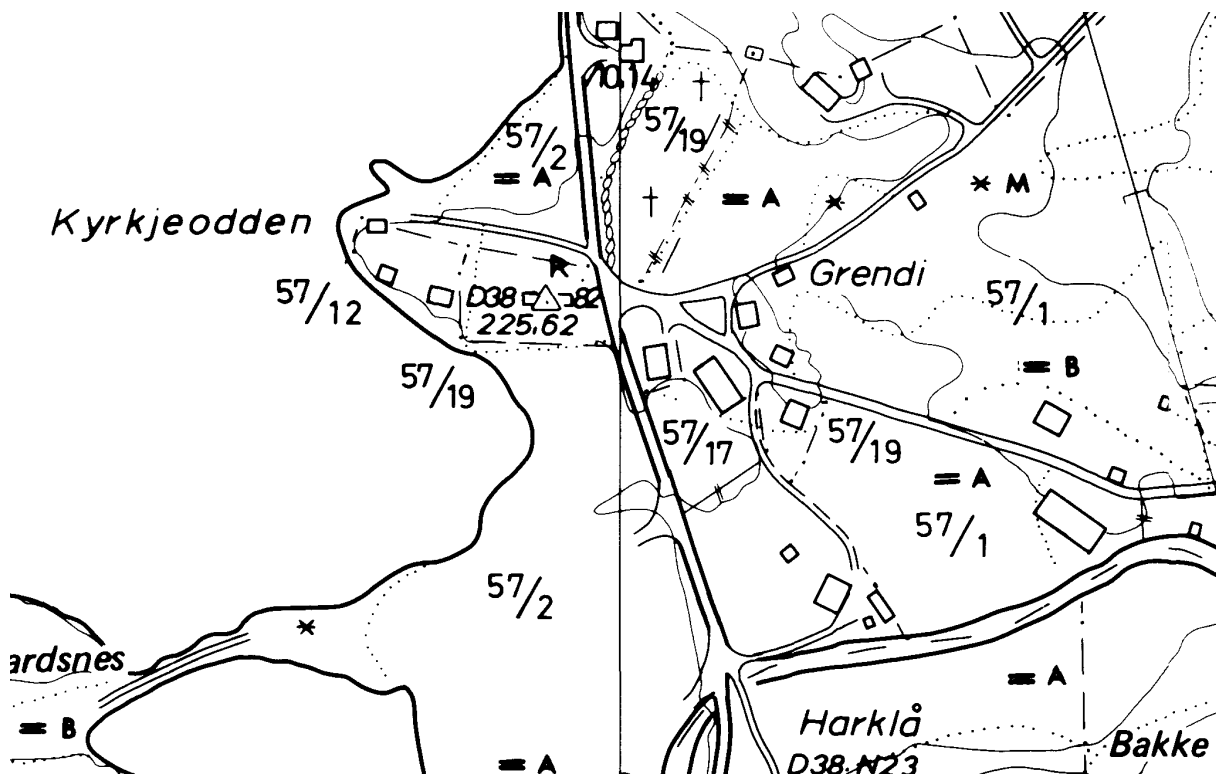 10.14
57/2
57/19
= A
* M
= A
Kyrkjeodden
Grendi
57/12
D38
82
225.62
57/1
= B
57/19
57/17
57/19
= A
57/1
57/2
ardsnes
= A
= B
Harklå
Bakke
= A
D38 N23